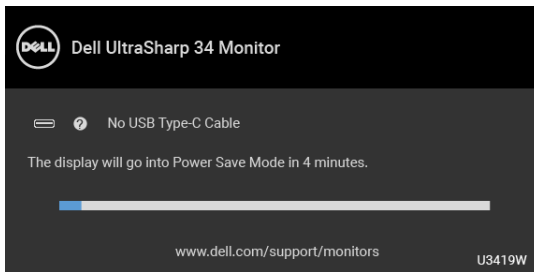 DELL
Dell UltraSharp 34 Monitor
? No USB Type-C Cable
The display will go into Power Save Mode in 4 minutes.
www.dell.com/support/monitors
U3419W